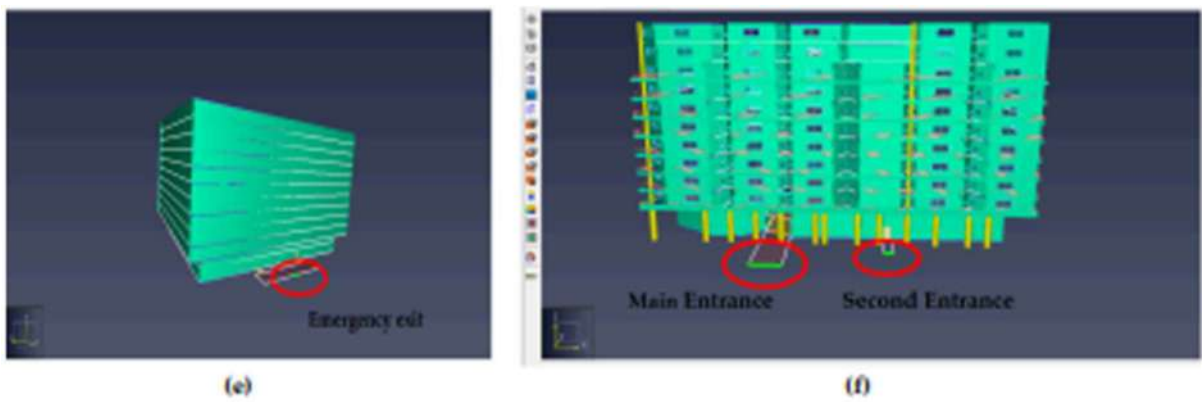 Emergency exit
Main Entrance
Second Entrance
(e)
(f)